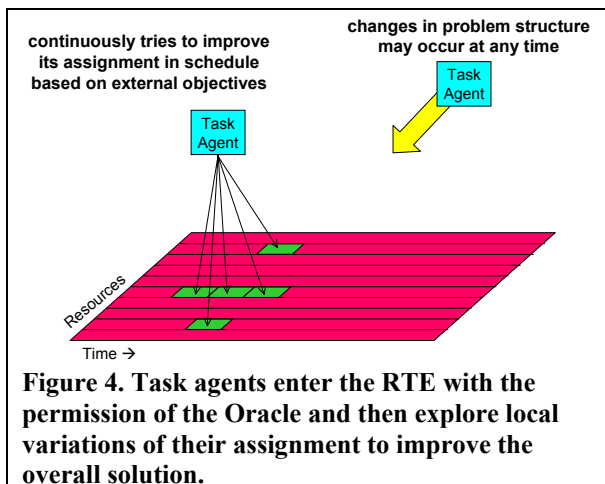 continuously tries to improve
its assignment in schedule
based on external objectives
changes in problem structure
may occur at any time
Task
Agent
Task
Agent
Resources
Time →
Figure 4. Task agents enter the RTE with the
permission of the Oracle and then explore local
variations of their assignment to improve the
overall solution.